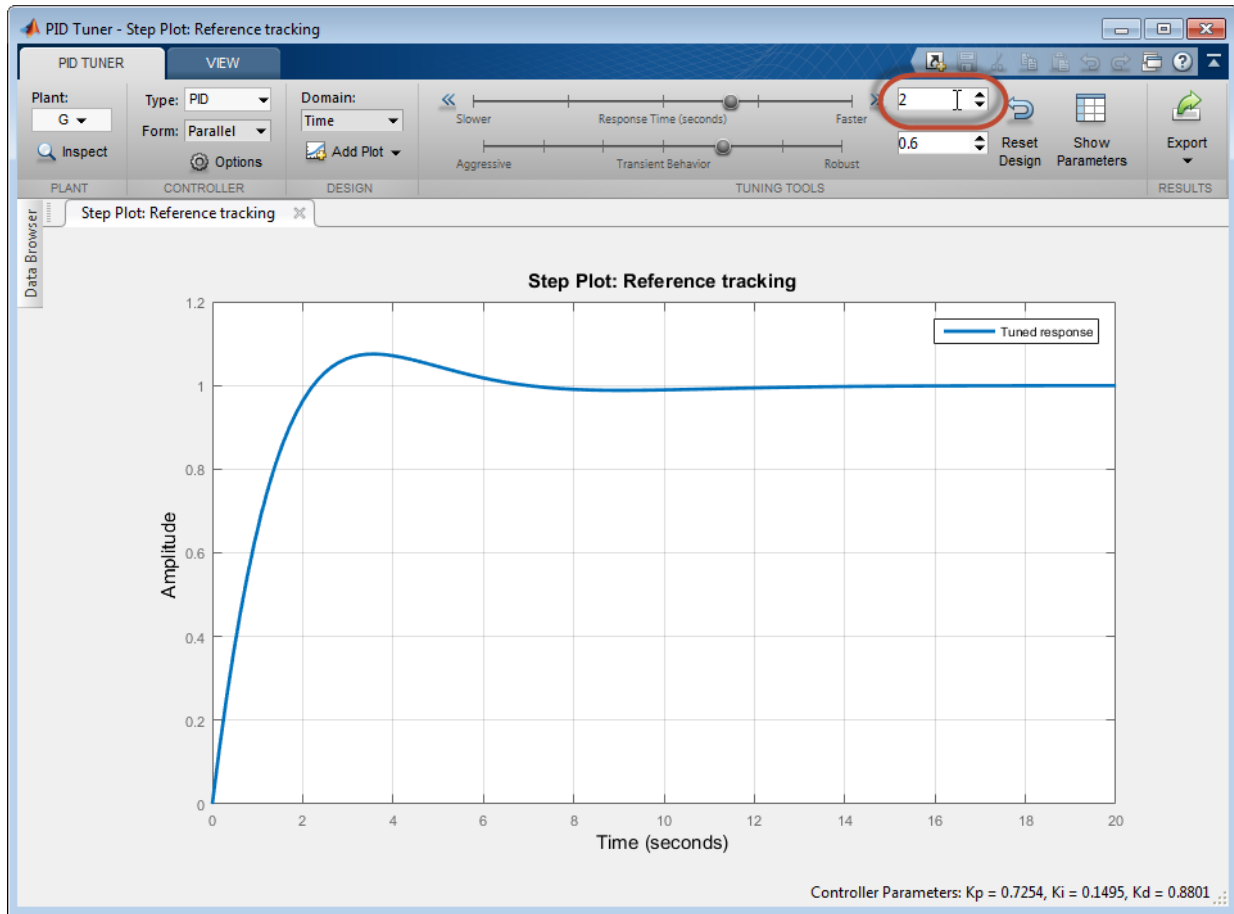 PID Tuner - Step Plot: Reference tracking
PID TUNER VIEW
Plant:
G
Inspect
PLANT
Type: PID
Form: Parallel
Options
CONTROLLER
Domain:
Time
Add Plot
DESIGN
Slower Response Time (seconds) Faster
2
Aggressive Transient Behavior Robust
0.6
Reset
Design
Show
Parameters
TUNING TOOLS
Export
RESULTS
Data Browser
Step Plot: Reference tracking
Step Plot: Reference tracking
Tuned response
Amplitude
1.2
1
0.8
0.6
0.4
0.2
0
0 2 4 6 8 10 12 14 16 18 20
Time (seconds)
Controller Parameters: Kp = 0.7254, Ki = 0.1495, Kd = 0.8801